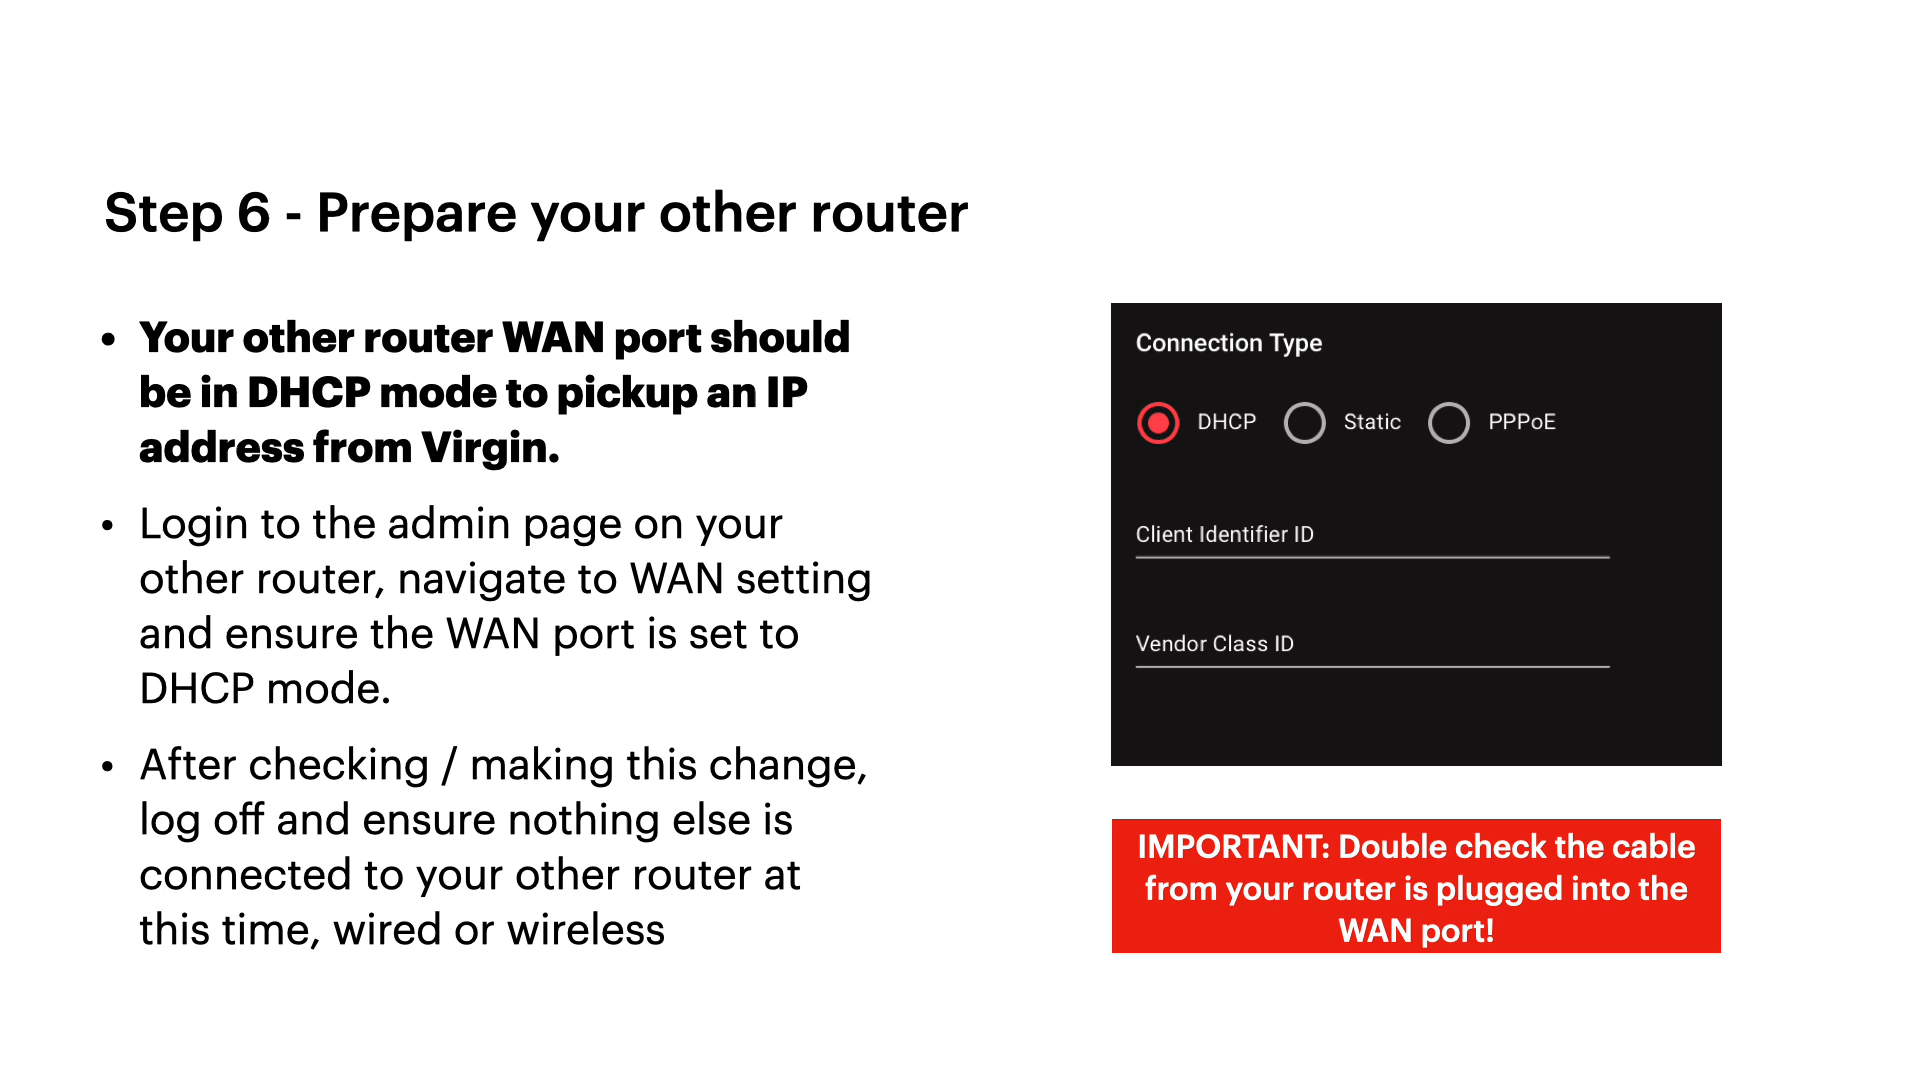 Step 6 - Prepare your other router
• Your other router WAN port should
be in DHCP mode to pickup an IP
address from Virgin.
• Login to the admin page on your
other router, navigate to WAN setting
and ensure the WAN port is set to
DHCP mode.
• After checking / making this change,
log off and ensure nothing else is
connected to your other router at
this time, wired or wireless
Connection Type
DHCP Static PPPoE
Client Identifier ID
Vendor Class ID
IMPORTANT: Double check the cable
from your router is plugged into the
WAN port!